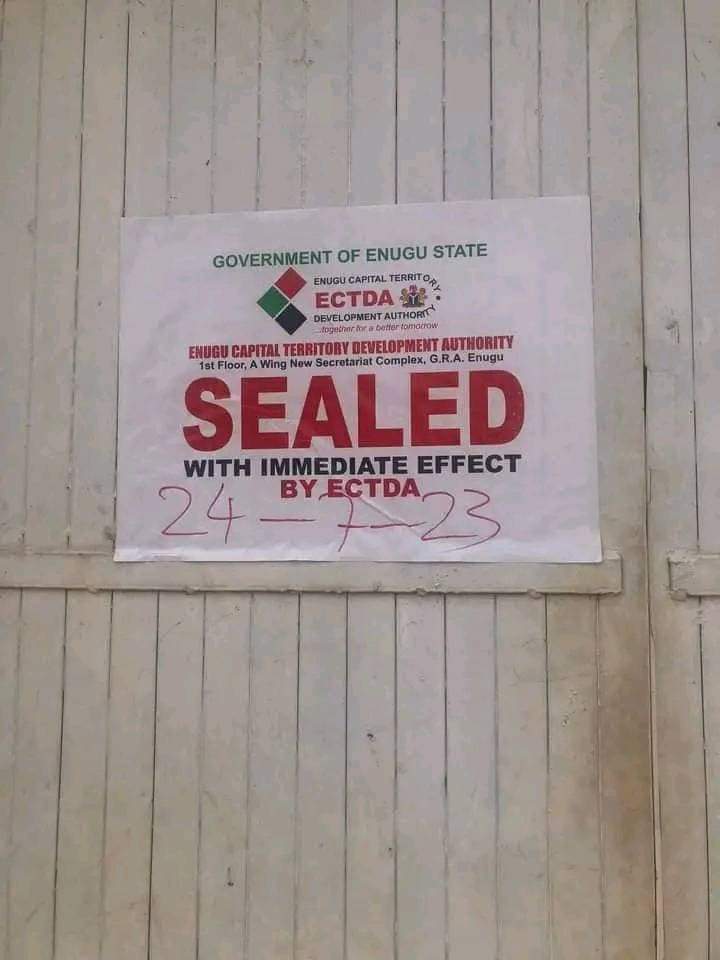 GOVERNMENT OF ENUGU STATE
ENUGU CAPITAL TERRITORY
ECTDA
DEVELOPMENT AUTHORITY
...together for a better tomorrow
ENUGU CAPITAL TERRITORY DEVELOPMENT AUTHORITY
1st Floor, A Wing New Secretariat Complex, G.R.A. Enugu
SEALED
WITH IMMEDIATE EFFECT
BY ECTDA
24-7-23